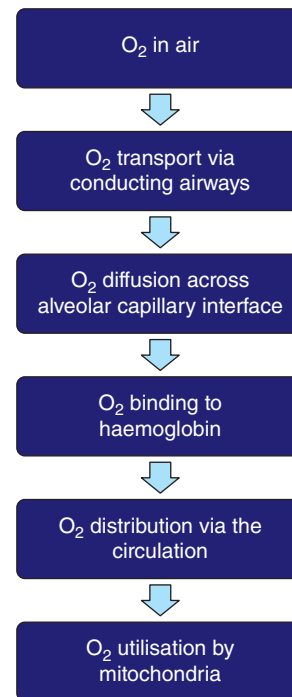 O₂ in air
O₂ transport via
conducting airways
O₂ diffusion across
alveolar capillary interface
O₂ binding to
haemoglobin
O₂ distribution via the
circulation
O₂ utilisation by
mitochondria